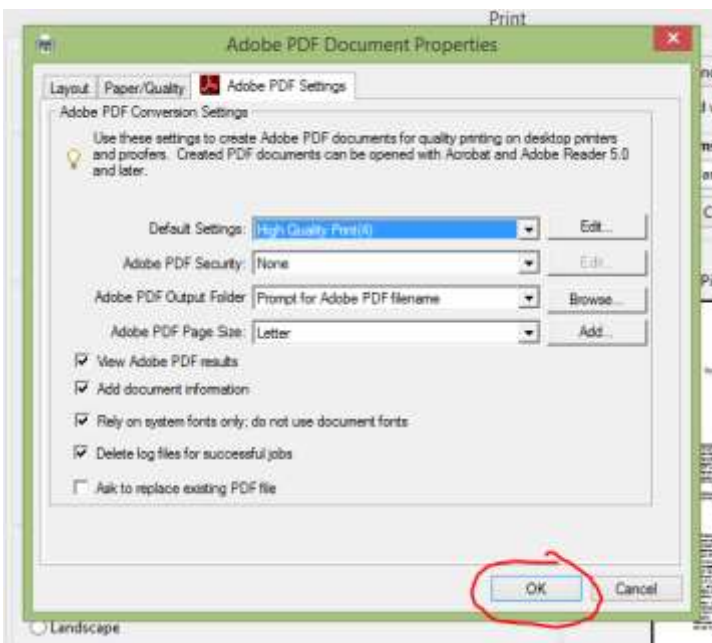 Print
Adobe PDF Document Properties
Layout Paper/Quality Adobe PDF Settings
Adobe PDF Conversion Settings
Use these settings to create Adobe PDF documents for quality printing on desktop printers
and proofers. Created PDF documents can be opened with Acrobat and Adobe Reader 5.0
and later.
Default Settings: High Quality Print(4) Edit...
Adobe PDF Security: None Edit...
Adobe PDF Output Folder Prompt for Adobe PDF filename Browse...
Adobe PDF Page Size: Letter Add...
View Adobe PDF results
Add document information
Rely on system fonts only; do not use document fonts
Delete log files for successful jobs
Ask to replace existing PDF file
OK Cancel
Landscape